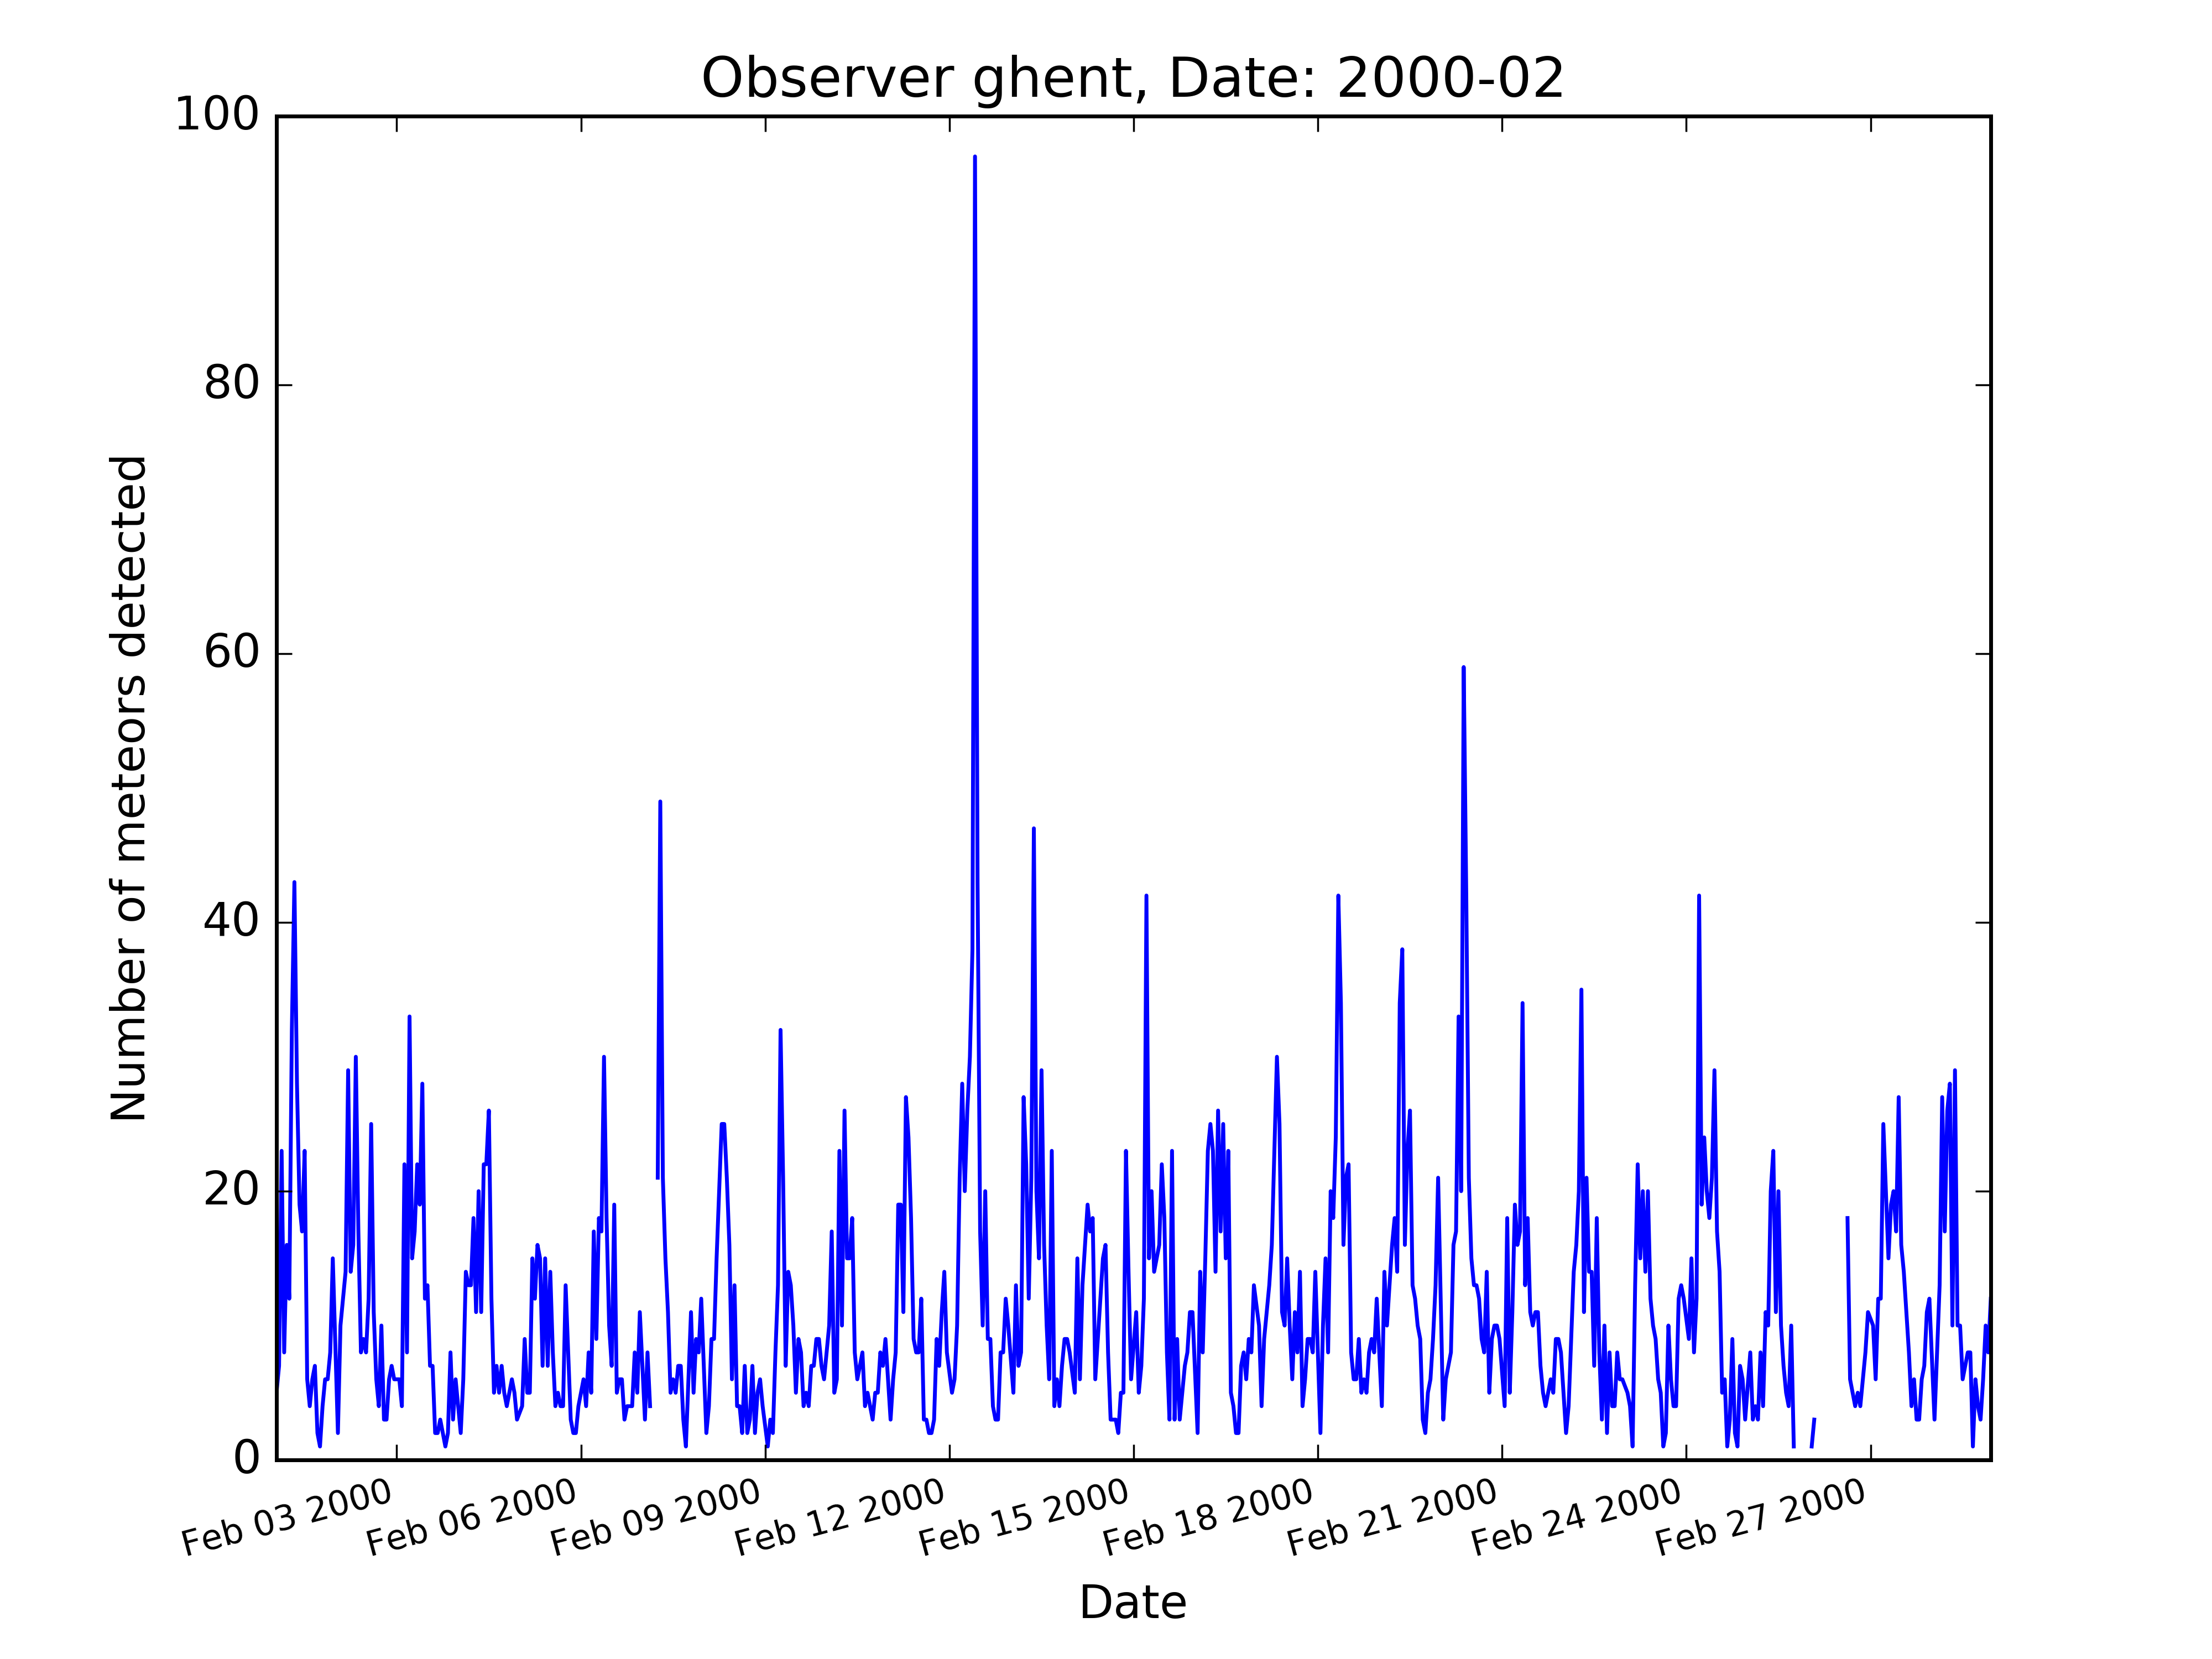 Observer ghent, Date: 2000-02
Number of meteors detected
100
80
60
40
20
0
Feb 03 2000
Feb 06 2000
Feb 09 2000
Feb 12 2000
Feb 15 2000
Feb 18 2000
Feb 21 2000
Feb 24 2000
Feb 27 2000
Date